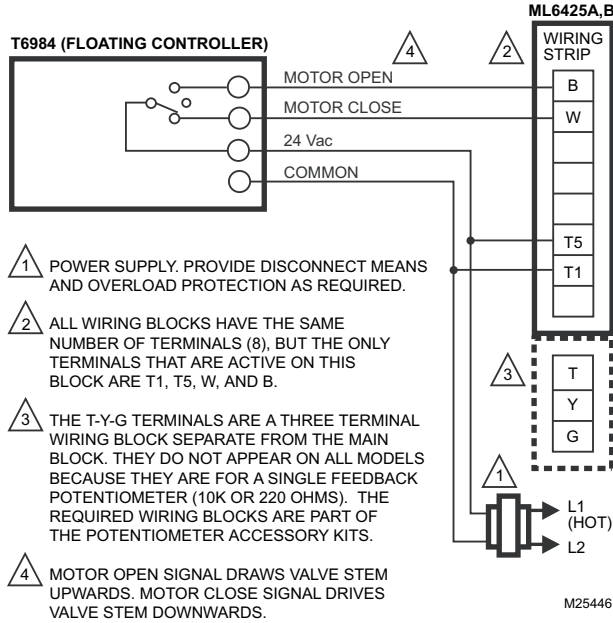 ML6425A,B
T6984 (FLOATING CONTROLLER)
4
2
WIRING
STRIP
MOTOR OPEN
B
MOTOR CLOSE
W
24 Vac
COMMON
T5
T1
1
POWER SUPPLY. PROVIDE DISCONNECT MEANS
AND OVERLOAD PROTECTION AS REQUIRED.
2
ALL WIRING BLOCKS HAVE THE SAME
NUMBER OF TERMINALS (8), BUT THE ONLY
TERMINALS THAT ARE ACTIVE ON THIS
BLOCK ARE T1, T5, W, AND B.
3
T
Y
G
3
THE T-Y-G TERMINALS ARE A THREE TERMINAL
WIRING BLOCK SEPARATE FROM THE MAIN
BLOCK. THEY DO NOT APPEAR ON ALL MODELS
BECAUSE THEY ARE FOR A SINGLE FEEDBACK
POTENTIOMETER (10K OR 220 OHMS). THE
REQUIRED WIRING BLOCKS ARE PART OF
THE POTENTIOMETER ACCESSORY KITS.
1
L1
(HOT)
L2
4
MOTOR OPEN SIGNAL DRAWS VALVE STEM
UPWARDS. MOTOR CLOSE SIGNAL DRIVES
VALVE STEM DOWNWARDS.
M25446